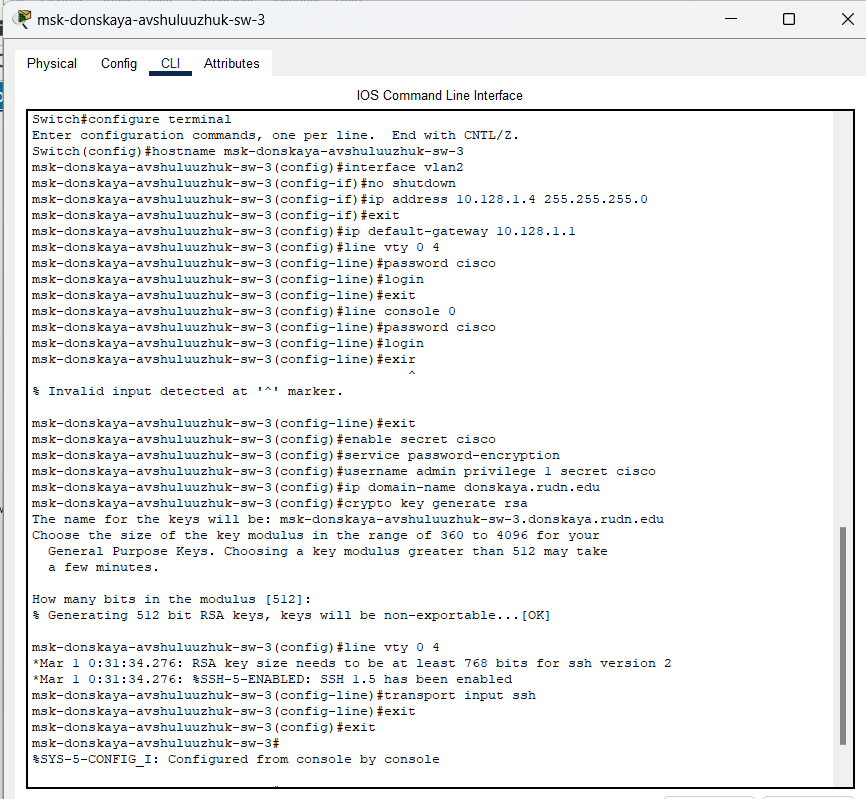 msk-donskaya-avshuluuzhuk-sw-3
Physical Config CLI Attributes
IOS Command Line Interface
Switch#configure terminal
Enter configuration commands, one per line.  End with CNTL/Z.
Switch(config)#hostname msk-donskaya-avshuluuzhuk-sw-3
msk-donskaya-avshuluuzhuk-sw-3(config)#interface vlan2
msk-donskaya-avshuluuzhuk-sw-3(config-if)#no shutdown
msk-donskaya-avshuluuzhuk-sw-3(config-if)#ip address 10.128.1.4 255.255.255.0
msk-donskaya-avshuluuzhuk-sw-3(config-if)#exit
msk-donskaya-avshuluuzhuk-sw-3(config)#ip default-gateway 10.128.1.1
msk-donskaya-avshuluuzhuk-sw-3(config)#line vty 0 4
msk-donskaya-avshuluuzhuk-sw-3(config-line)#password cisco
msk-donskaya-avshuluuzhuk-sw-3(config-line)#login
msk-donskaya-avshuluuzhuk-sw-3(config-line)#exit
msk-donskaya-avshuluuzhuk-sw-3(config)#line console 0
msk-donskaya-avshuluuzhuk-sw-3(config-line)#password cisco
msk-donskaya-avshuluuzhuk-sw-3(config-line)#login
msk-donskaya-avshuluuzhuk-sw-3(config-line)#exir
^
% Invalid input detected at '^' marker.
msk-donskaya-avshuluuzhuk-sw-3(config-line)#exit
msk-donskaya-avshuluuzhuk-sw-3(config)#enable secret cisco
msk-donskaya-avshuluuzhuk-sw-3(config)#service password-encryption
msk-donskaya-avshuluuzhuk-sw-3(config)#username admin privilege 1 secret cisco
msk-donskaya-avshuluuzhuk-sw-3(config)#ip domain-name donskaya.rudn.edu
msk-donskaya-avshuluuzhuk-sw-3(config)#crypto key generate rsa
The name for the keys will be: msk-donskaya-avshuluuzhuk-sw-3.donskaya.rudn.edu
Choose the size of the key modulus in the range of 360 to 4096 for your
General Purpose Keys. Choosing a key modulus greater than 512 may take
a few minutes.
How many bits in the modulus [512]:
% Generating 512 bit RSA keys, keys will be non-exportable...[OK]
msk-donskaya-avshuluuzhuk-sw-3(config)#line vty 0 4
*Mar 1 0:31:34.276: RSA key size needs to be at least 768 bits for ssh version 2
*Mar 1 0:31:34.276: %SSH-5-ENABLED: SSH 1.5 has been enabled
msk-donskaya-avshuluuzhuk-sw-3(config-line)#transport input ssh
msk-donskaya-avshuluuzhuk-sw-3(config-line)#exit
msk-donskaya-avshuluuzhuk-sw-3(config)#exit
msk-donskaya-avshuluuzhuk-sw-3#
%SYS-5-CONFIG_I: Configured from console by console